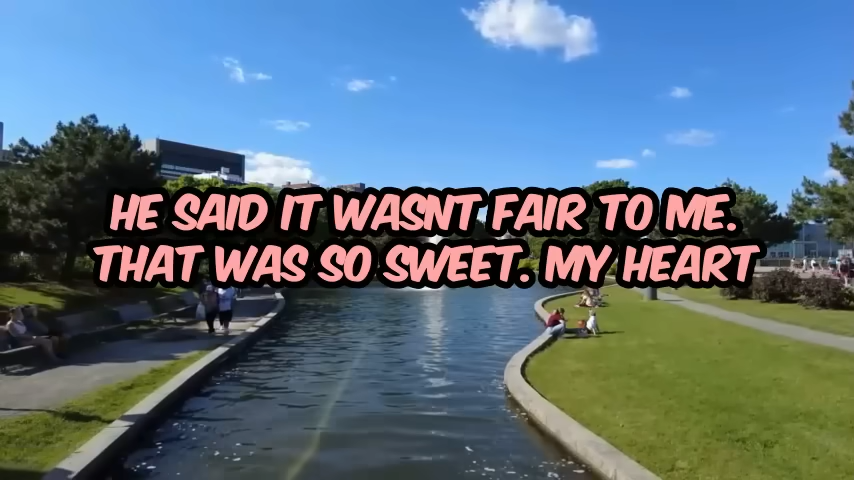 HE SAID IT WASNT FAIR TO ME.
THAT WAS SO SWEET. MY HEART